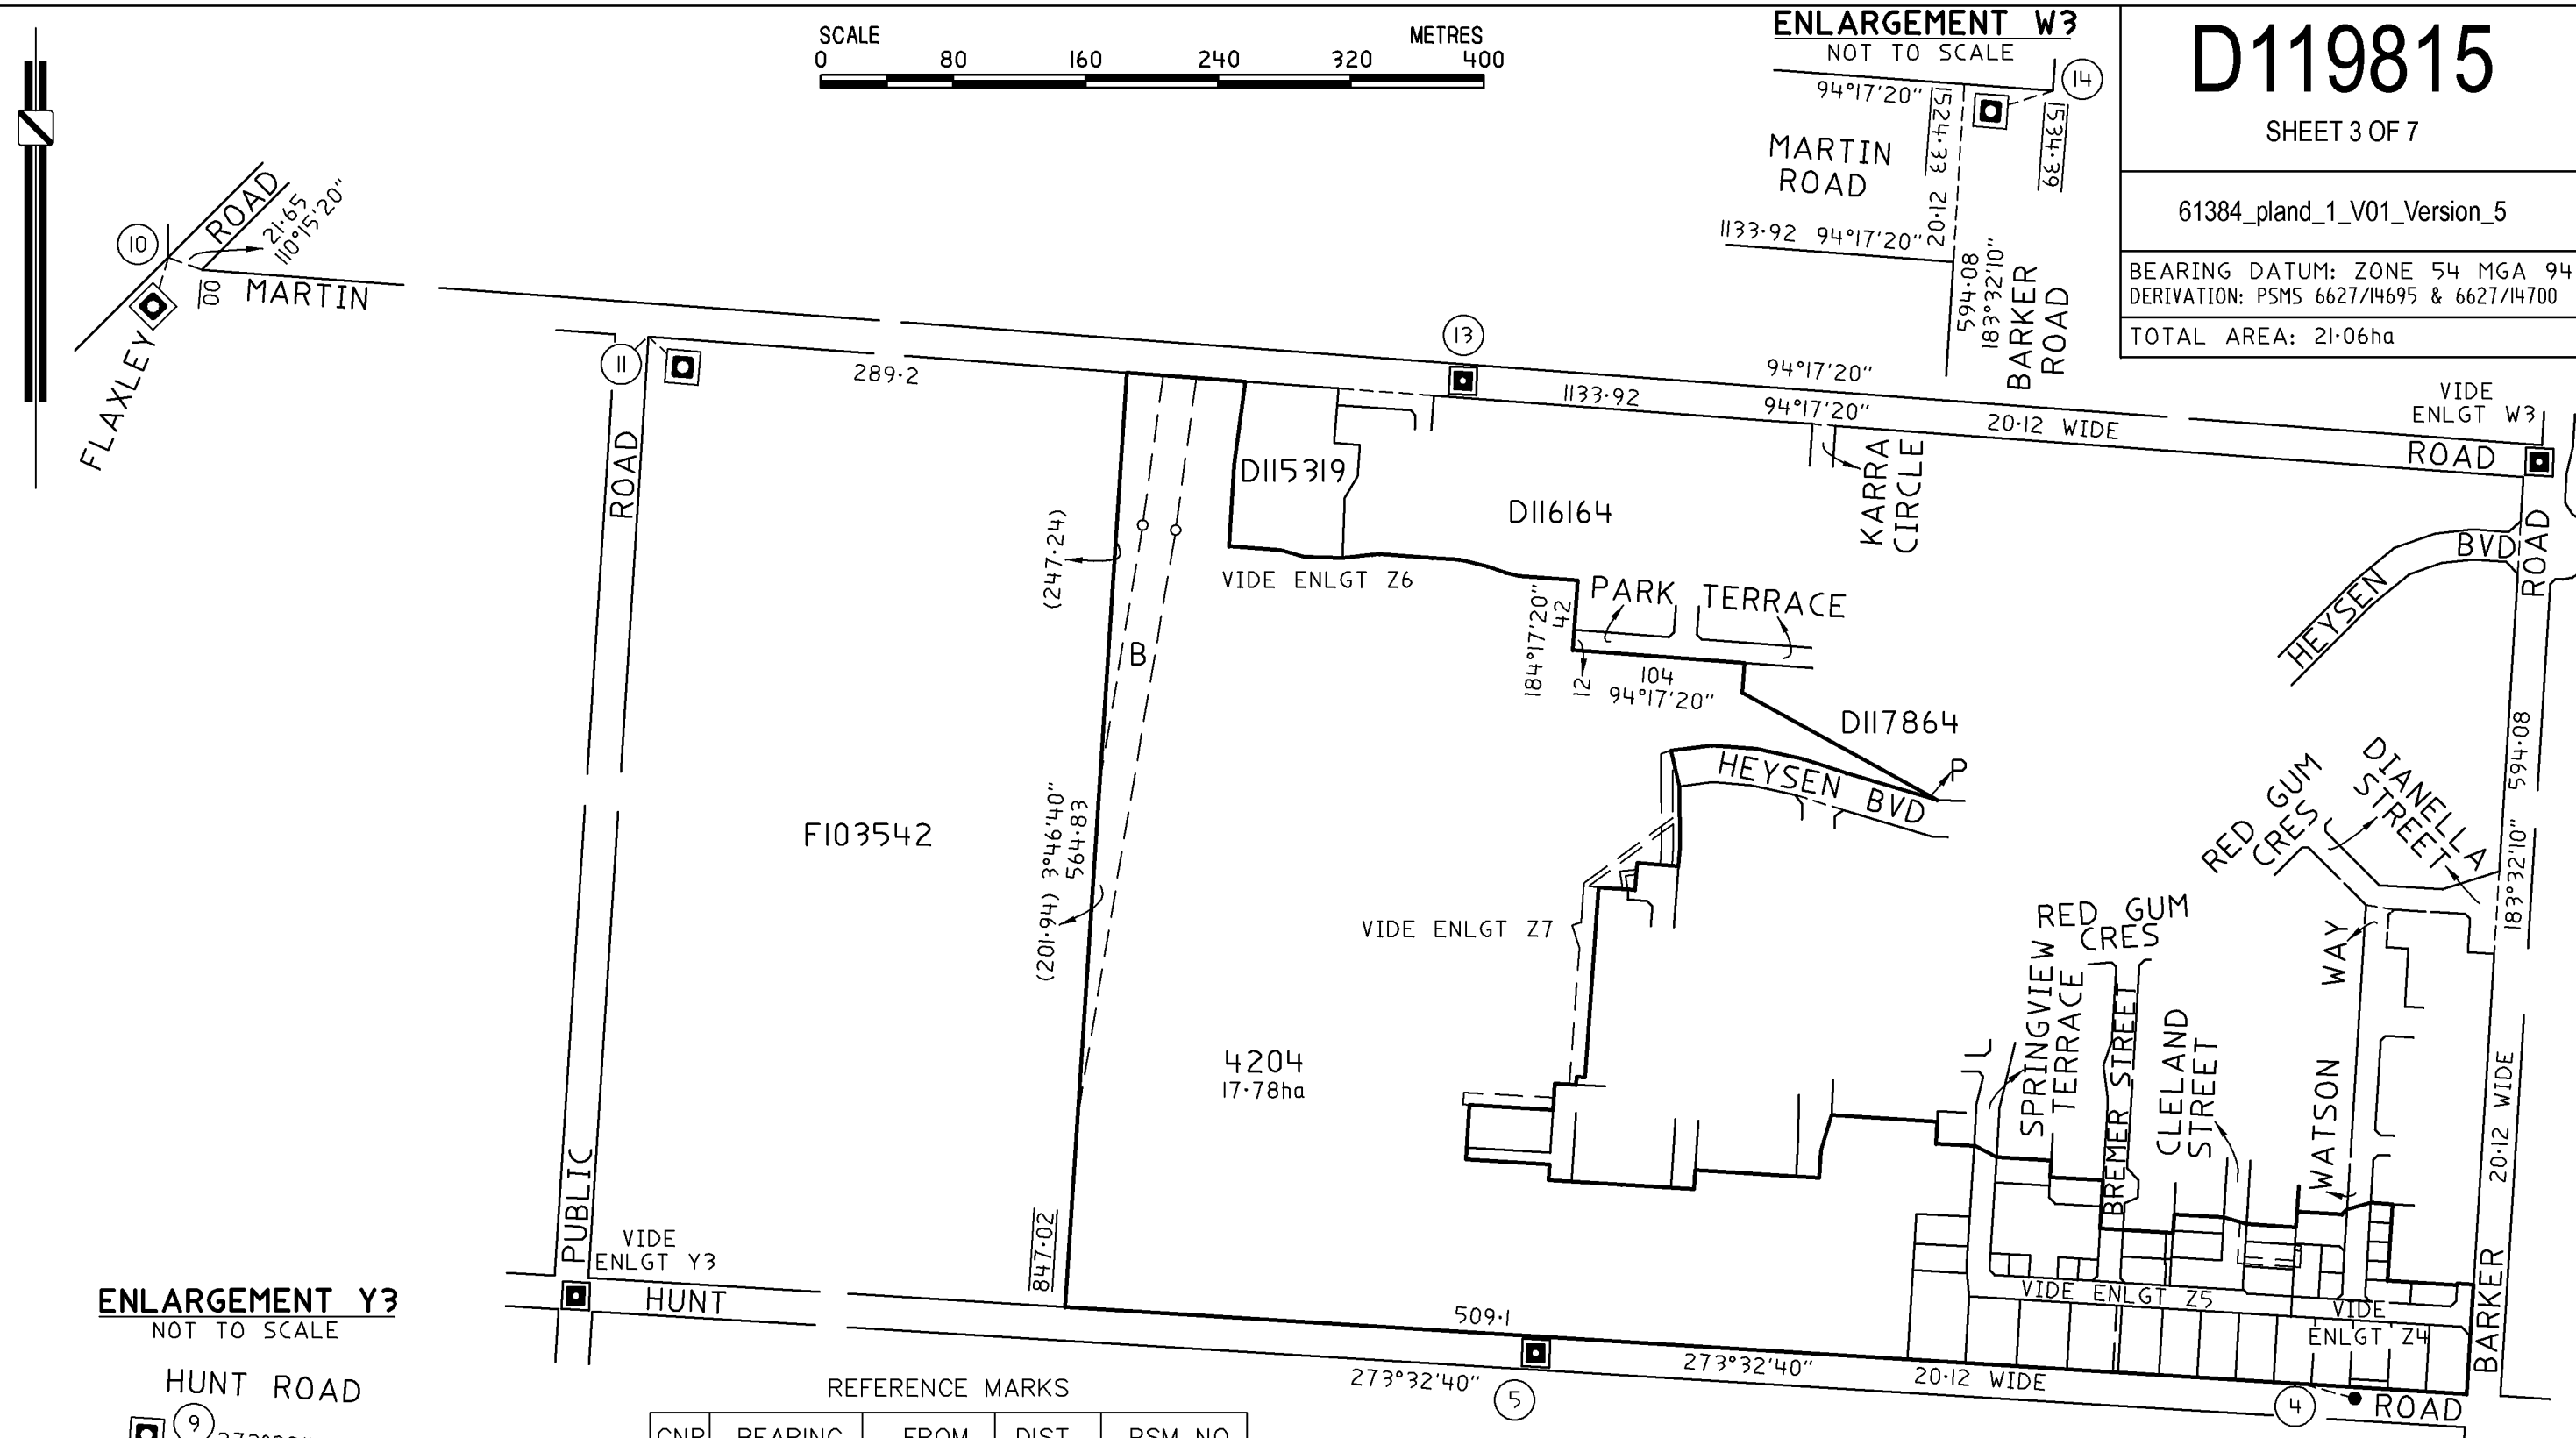 SCALE
METRES
0 80 160 240 320 400
ENLARGEMENT W3
NOT TO SCALE
94°17'20"
1524·33
14
1534·39
MARTIN
ROAD
20·12
1133·92 94°17'20"
594·08
183°32'10"
BARKER
ROAD
D119815
SHEET 3 OF 7
61384_pland_1_V01_Version_5
BEARING DATUM: ZONE 54 MGA 94
DERIVATION: PSMS 6627/14695 & 6627/14700
TOTAL AREA: 21·06ha
10
ROAD
21·65
110°15'20"
00
MARTIN
FLAXLEY
11
289·2
13
1133·92
94°17'20"
94°17'20"
20·12 WIDE
VIDE
ENLGT W3
ROAD
ROAD
D115319
D116164
KARRA
CIRCLE
(247·24)
VIDE ENLGT Z6
B
184°17'20"
42
PARK TERRACE
12
104
94°17'20"
D117864
P
HEYSEN BVD
HEYSEN
BVD
ROAD
F103542
(201·94) 3°46'40"
564·83
VIDE ENLGT Z7
RED GUM
CRES
DIANELLA
STREET
594·08
183°32'10"
RED GUM
CRES
SPRINGVIEW
TERRACE
BREMER STREET
CLELAND
STREET
WATSON WAY
20·12 WIDE
4204
17·78ha
PUBLIC
VIDE
ENLGT Y3
847·02
HUNT
509·1
VIDE ENLGT Z5
VIDE
ENLGT Z4
BARKER
273°32'40"
5
273°32'40"
20·12 WIDE
4
ROAD
ENLARGEMENT Y3
NOT TO SCALE
HUNT ROAD
9
REFERENCE MARKS
CNR BEARING FROM DIST PSM NO